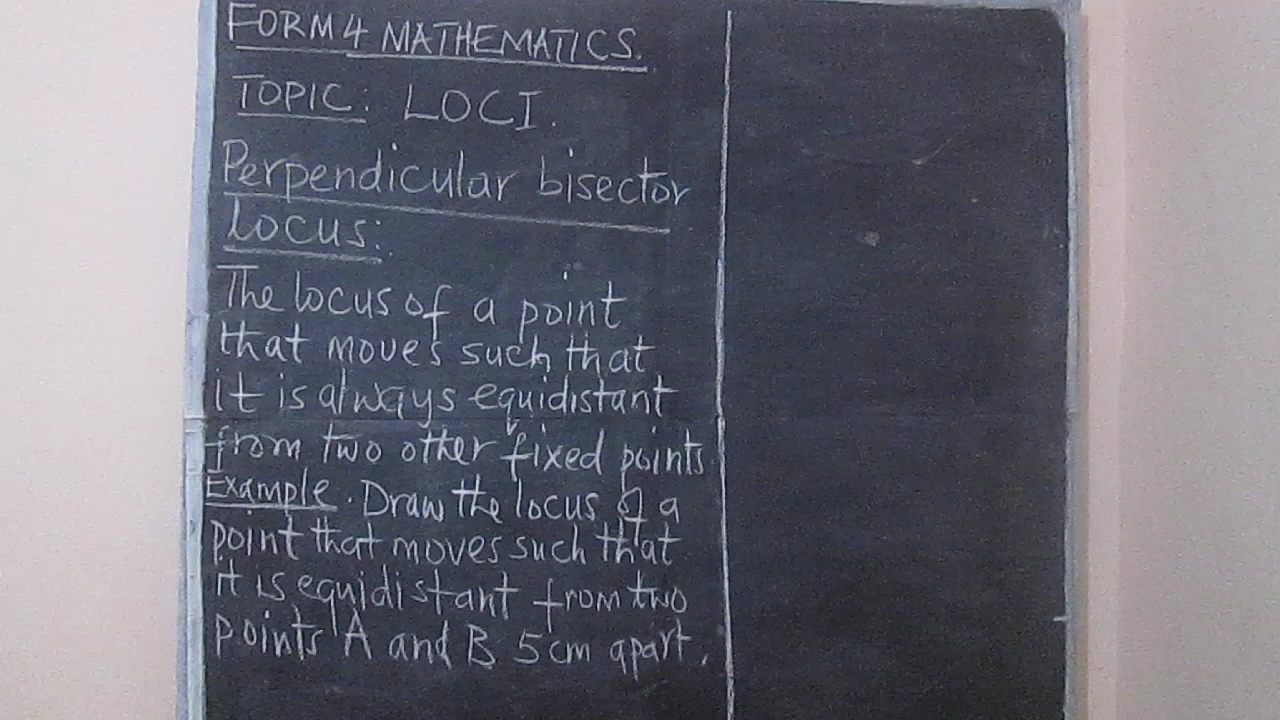 FORM 4 MATHEMATICS.
TOPIC: LOCI.
Perpendicular bisector
Locus:
The locus of a point
that moves such that
it is always equidistant
from two other fixed points.
Example. Draw the locus of a
point that moves such that
it is equidistant from two
points A and B 5cm apart.